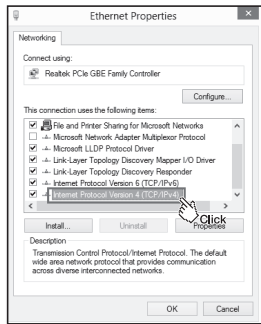 Ethernet Properties
Networking
Connect using:
Realtek PCIe GBE Family Controller
Configure...
This connection uses the following items:
File and Printer Sharing for Microsoft Networks
Microsoft Network Adapter Multiplexor Protocol
Microsoft LLDP Protocol Driver
Link-Layer Topology Discovery Mapper I/O Driver
Link-Layer Topology Discovery Responder
Internet Protocol Version 6 (TCP/IPv6)
Internet Protocol Version 4 (TCP/IPv4)
Click
Install...
Uninstall
Properties
Description
Transmission Control Protocol/Internet Protocol. The default
wide area network protocol that provides communication
across diverse interconnected networks.
OK
Cancel